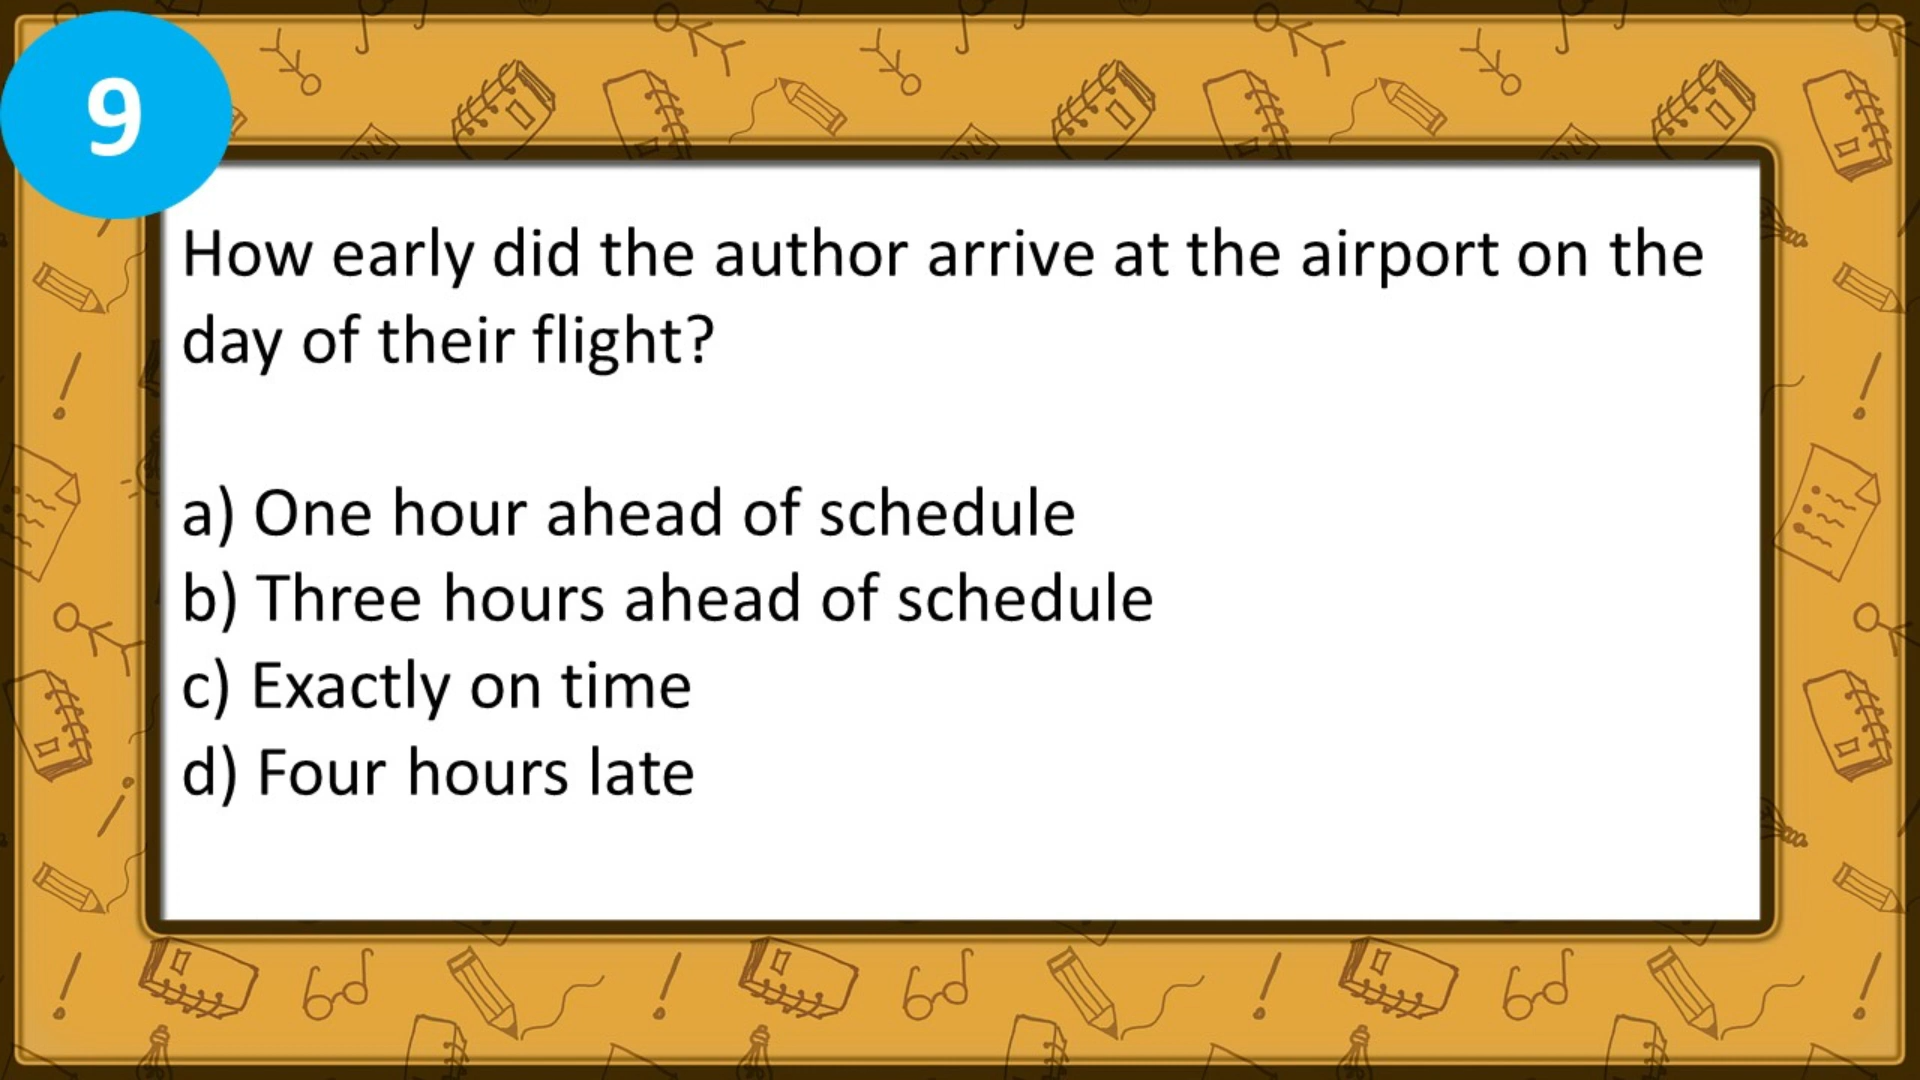 9
How early did the author arrive at the airport on the
day of their flight?
a) One hour ahead of schedule
b) Three hours ahead of schedule
c) Exactly on time
d) Four hours late